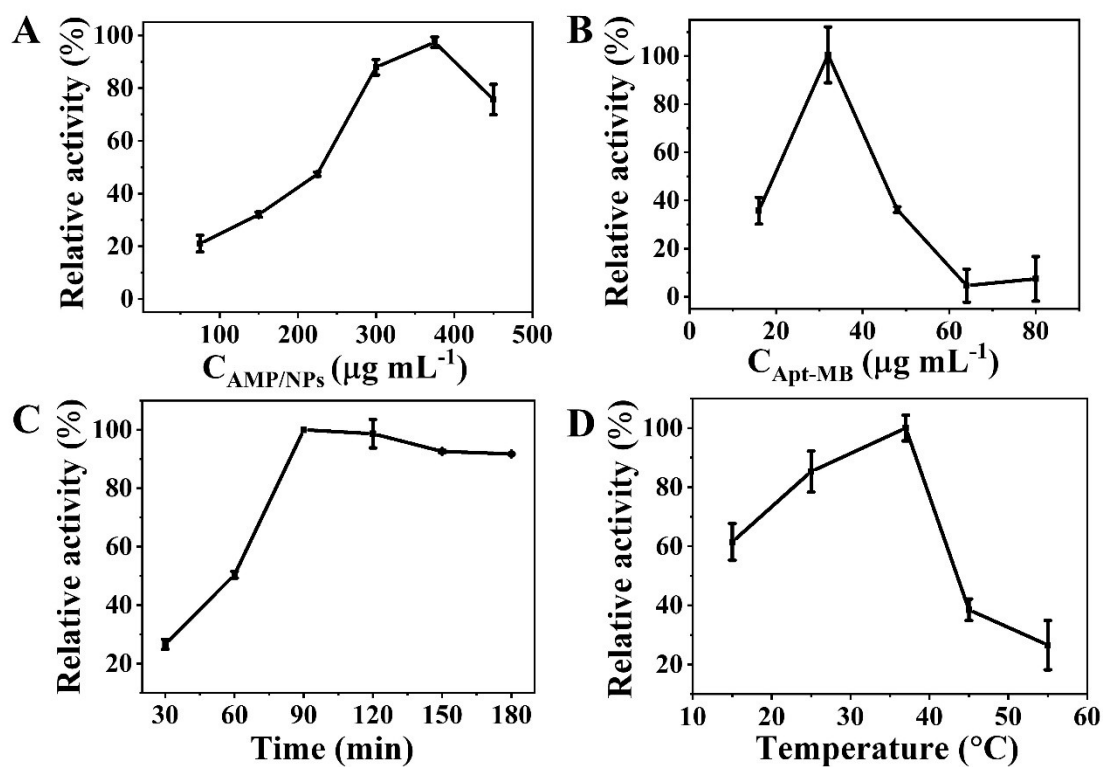 A
Relative activity (%)
100
80
60
40
20
0
100 200 300 400 500
C_AMP/NPs (μg mL⁻¹)
B
Relative activity (%)
100
80
60
40
20
0
0 20 40 60 80
C_Apt-MB (μg mL⁻¹)
C
Relative activity (%)
100
80
60
40
20
30 60 90 120 150 180
Time (min)
D
Relative activity (%)
100
80
60
40
20
10 20 30 40 50 60
Temperature (°C)